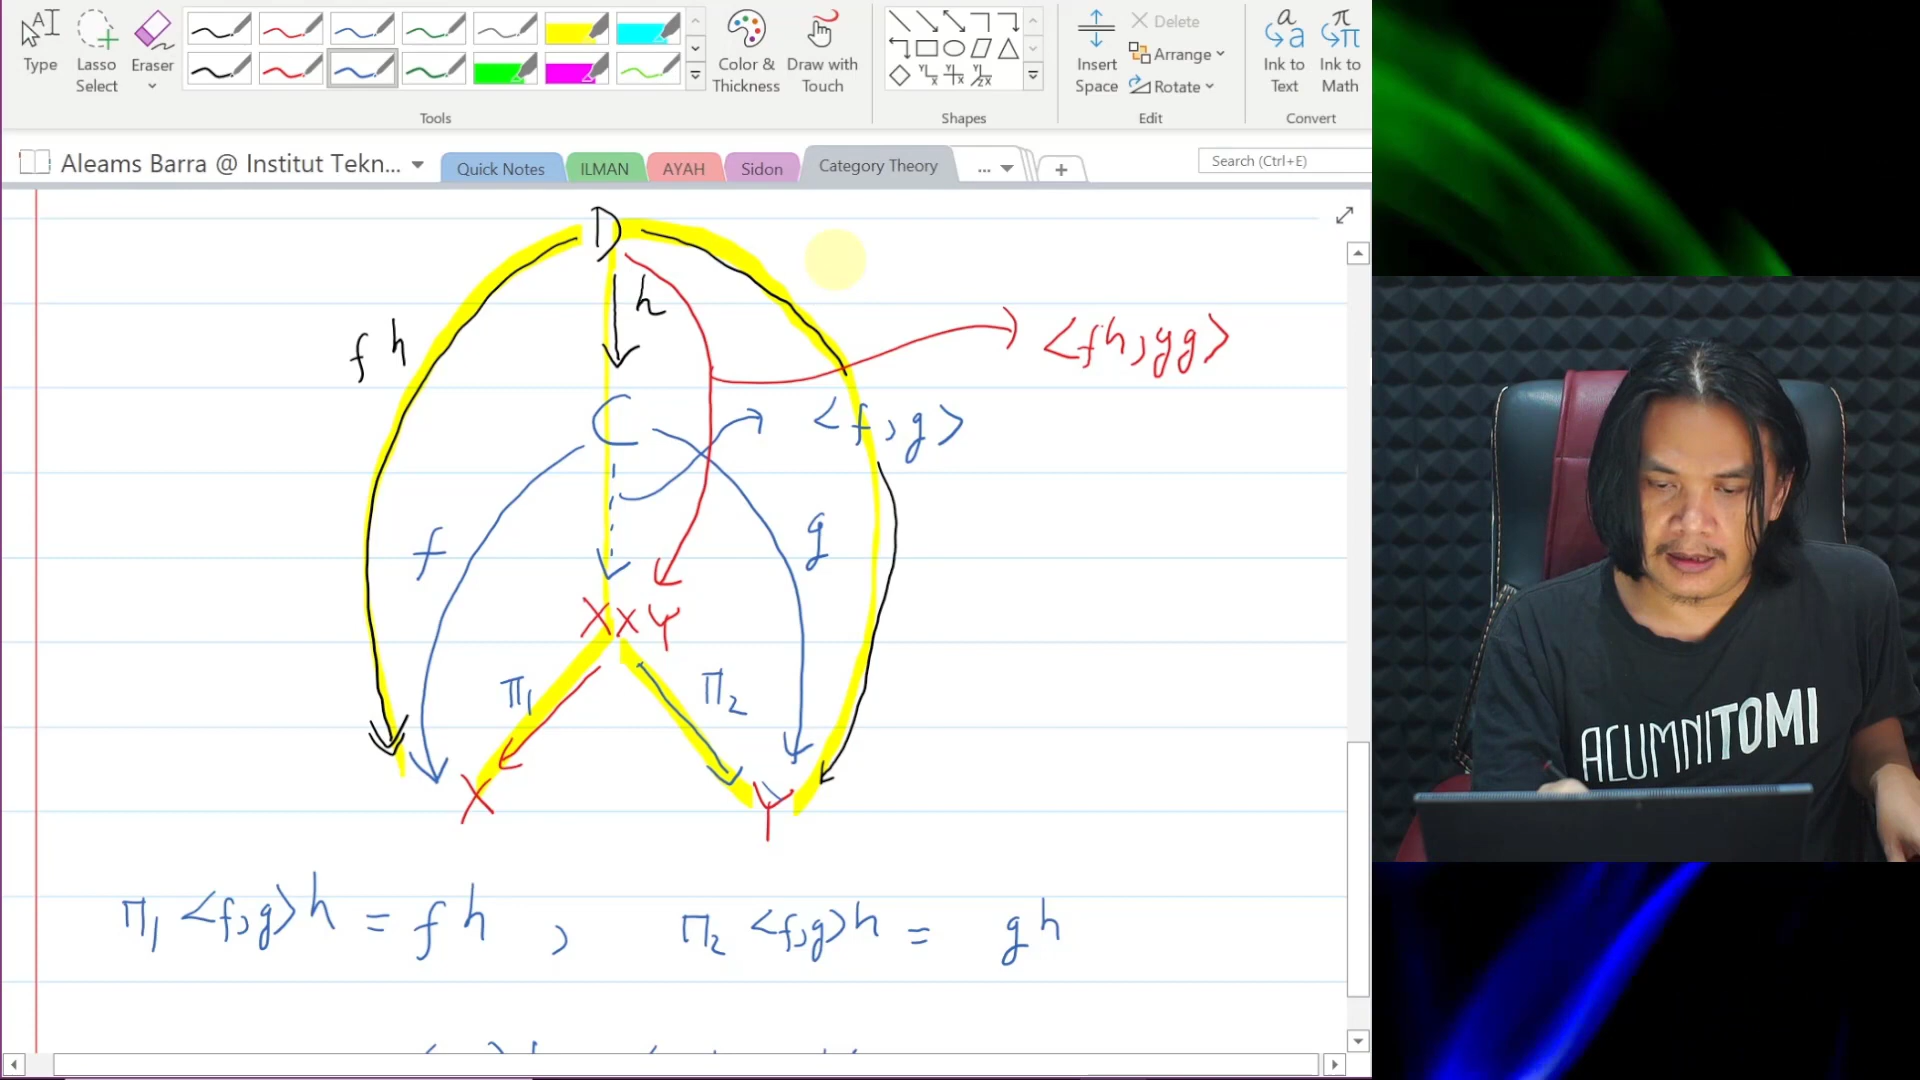 Type
Lasso Select
Eraser
Color & Thickness
Draw with Touch
Insert Space
Delete
Arrange
Rotate
a
a
Ink to Text
π
π
Ink to Math
Tools
Shapes
Edit
Convert
Aleams Barra @ Institut Tekn...
Quick Notes
ILMAN
AYAH
Sidon
Category Theory
...
+
Search (Ctrl+E)
D
h
f h
<fh, yg>
C
<f, g>
f
g
X x Y
π1
π2
X
Y
π1 <f,g> h = f h , π2 <f,g> h = g h
ACUMNITOMI